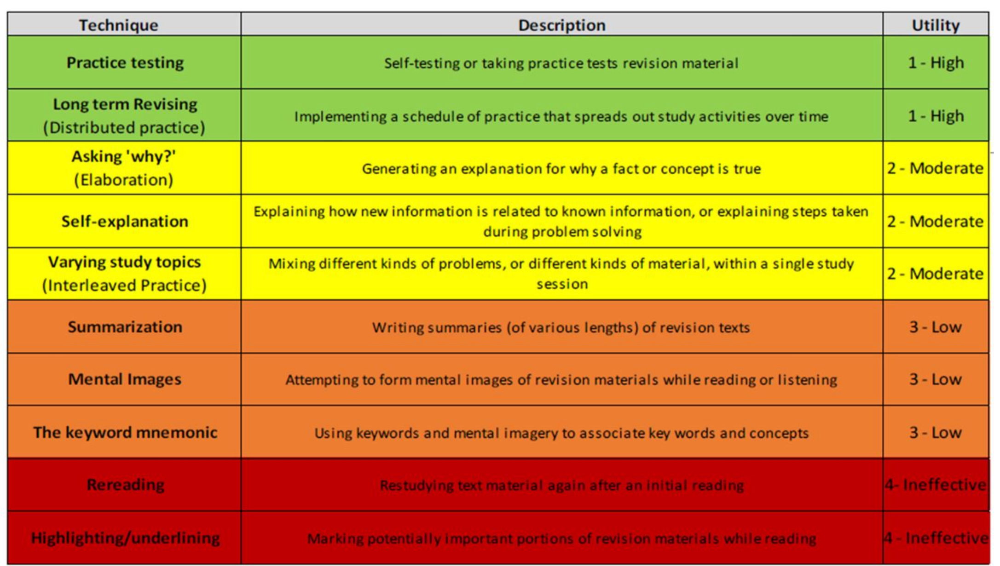 Technique Description Utility
Practice testing Self-testing or taking practice tests revision material 1 - High
Long term Revising
(Distributed practice) Implementing a schedule of practice that spreads out study activities over time 1 - High
Asking 'why?'
(Elaboration) Generating an explanation for why a fact or concept is true 2 - Moderate
Self-explanation Explaining how new information is related to known information, or explaining steps taken
during problem solving 2 - Moderate
Varying study topics
(Interleaved Practice) Mixing different kinds of problems, or different kinds of material, within a single study
session 2 - Moderate
Summarization Writing summaries (of various lengths) of revision texts 3 - Low
Mental Images Attempting to form mental images of revision materials while reading or listening 3 - Low
The keyword mnemonic Using keywords and mental imagery to associate key words and concepts 3 - Low
Rereading Restudying text material again after an initial reading 4- Ineffective
Highlighting/underlining Marking potentially important portions of revision materials while reading 4 - Ineffective